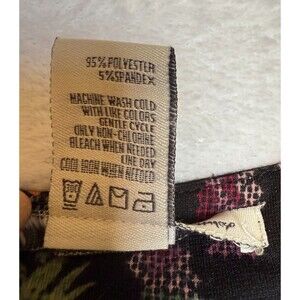 95% POLYESTER
5% SPANDEX
MACHINE WASH COLD
WITH LIKE COLORS
GENTLE CYCLE
ONLY NON-CHLORINE
BLEACH WHEN NEEDED
LINE DRY
COOL IRON WHEN NEEDED